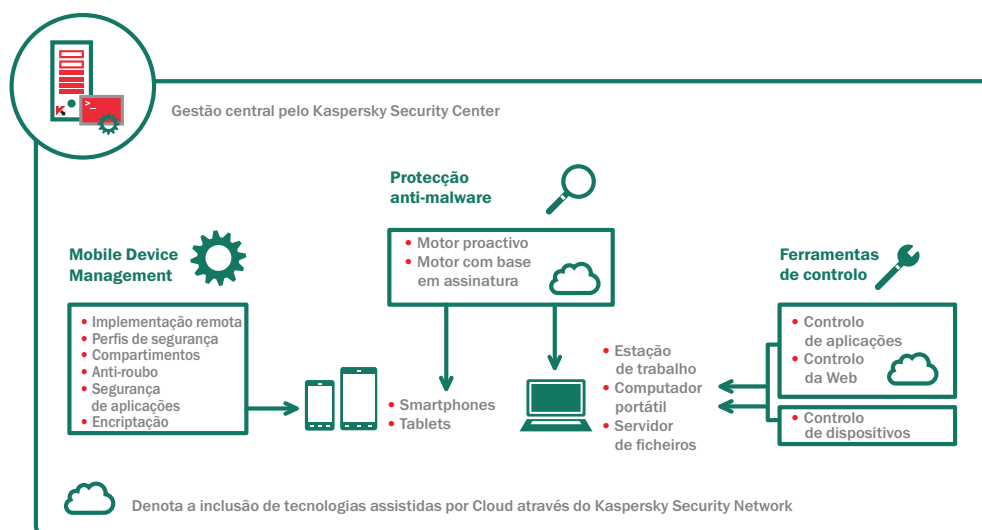 Gestão central pelo Kaspersky Security Center
Protecção
anti-malware
• Motor proactivo
• Motor com base
em assinatura
Mobile Device
Management
• Implementação remota
• Perfis de segurança
• Compartimentos
• Anti-roubo
• Segurança
de aplicações
• Encriptação
• Smartphones
• Tablets
• Estação
de trabalho
• Computador
portátil
• Servidor
de ficheiros
Ferramentas
de controlo
• Controlo
de aplicações
• Controlo
da Web
• Controlo
de dispositivos
Denota a inclusão de tecnologias assistidas por Cloud através do Kaspersky Security Network